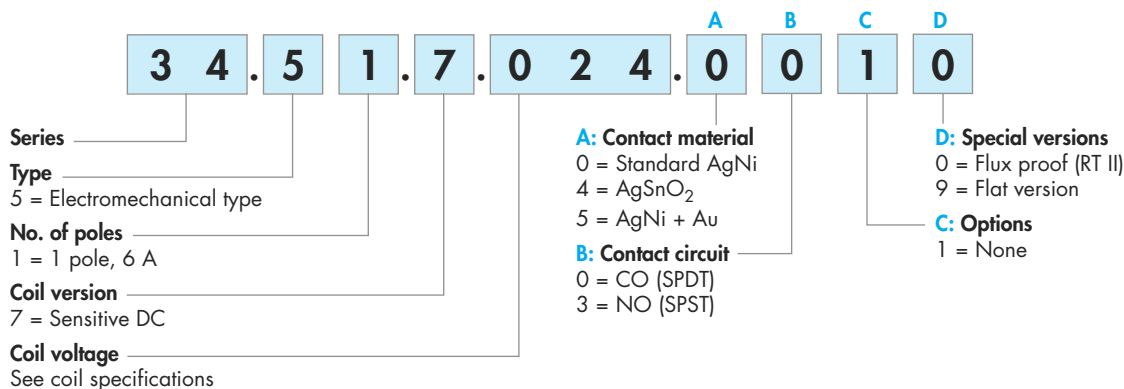 A B C D
3 4 . 5 1 . 7 . 0 2 4 . 0 0 1 0
Series
Type
5 = Electromechanical type
No. of poles
1 = 1 pole, 6 A
Coil version
7 = Sensitive DC
Coil voltage
See coil specifications
A: Contact material
0 = Standard AgNi
4 = AgSnO₂
5 = AgNi + Au
B: Contact circuit
0 = CO (SPDT)
3 = NO (SPST)
D: Special versions
0 = Flux proof (RT II)
9 = Flat version
C: Options
1 = None